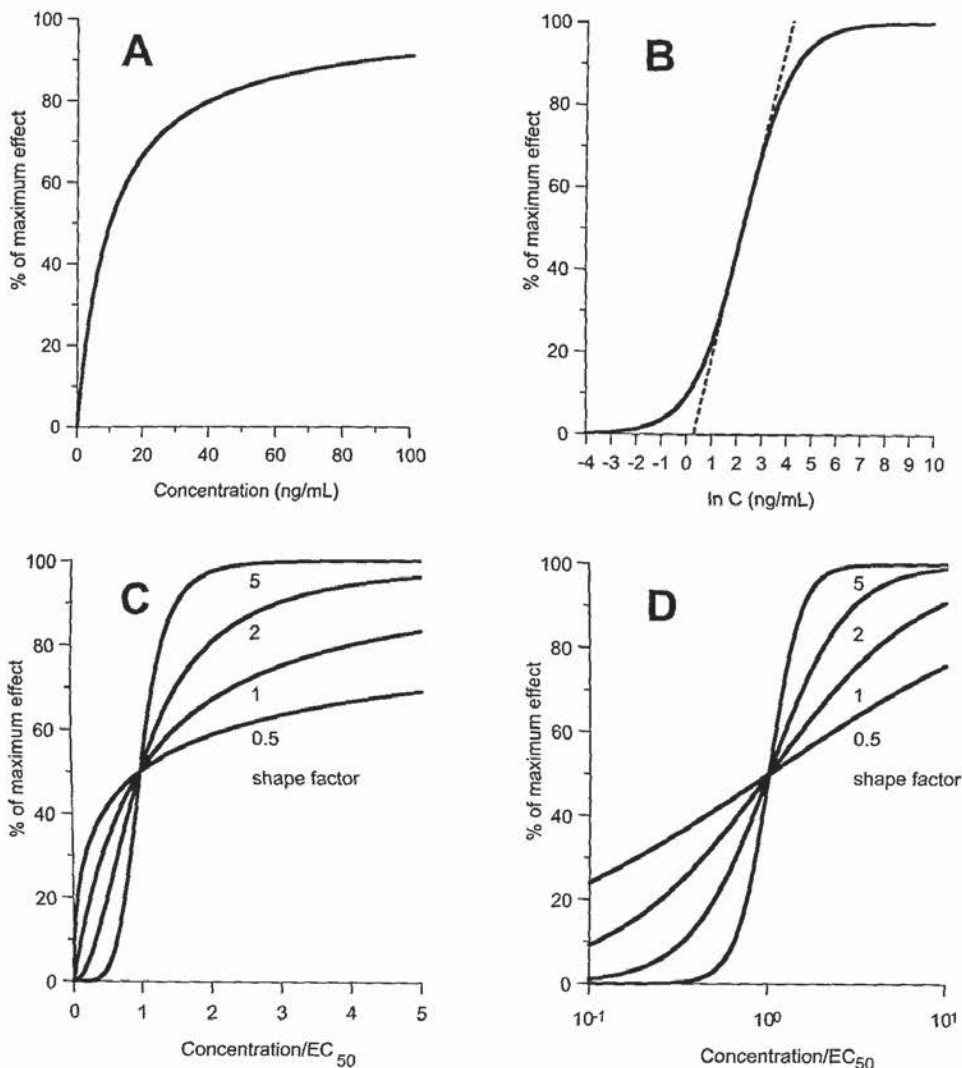 A
% of maximum effect
100
80
60
40
20
0
0 20 40 60 80 100
Concentration (ng/mL)
B
% of maximum effect
100
80
60
40
20
0
-4 -3 -2 -1 0 1 2 3 4 5 6 7 8 9 10
ln C (ng/mL)
C
% of maximum effect
100
80
60
40
20
0
5
2
1
0.5
shape factor
0 1 2 3 4 5
Concentration/EC50
D
% of maximum effect
100
80
60
40
20
0
5
2
1
0.5
shape factor
10⁻¹ 10⁰ 10¹
Concentration/EC50